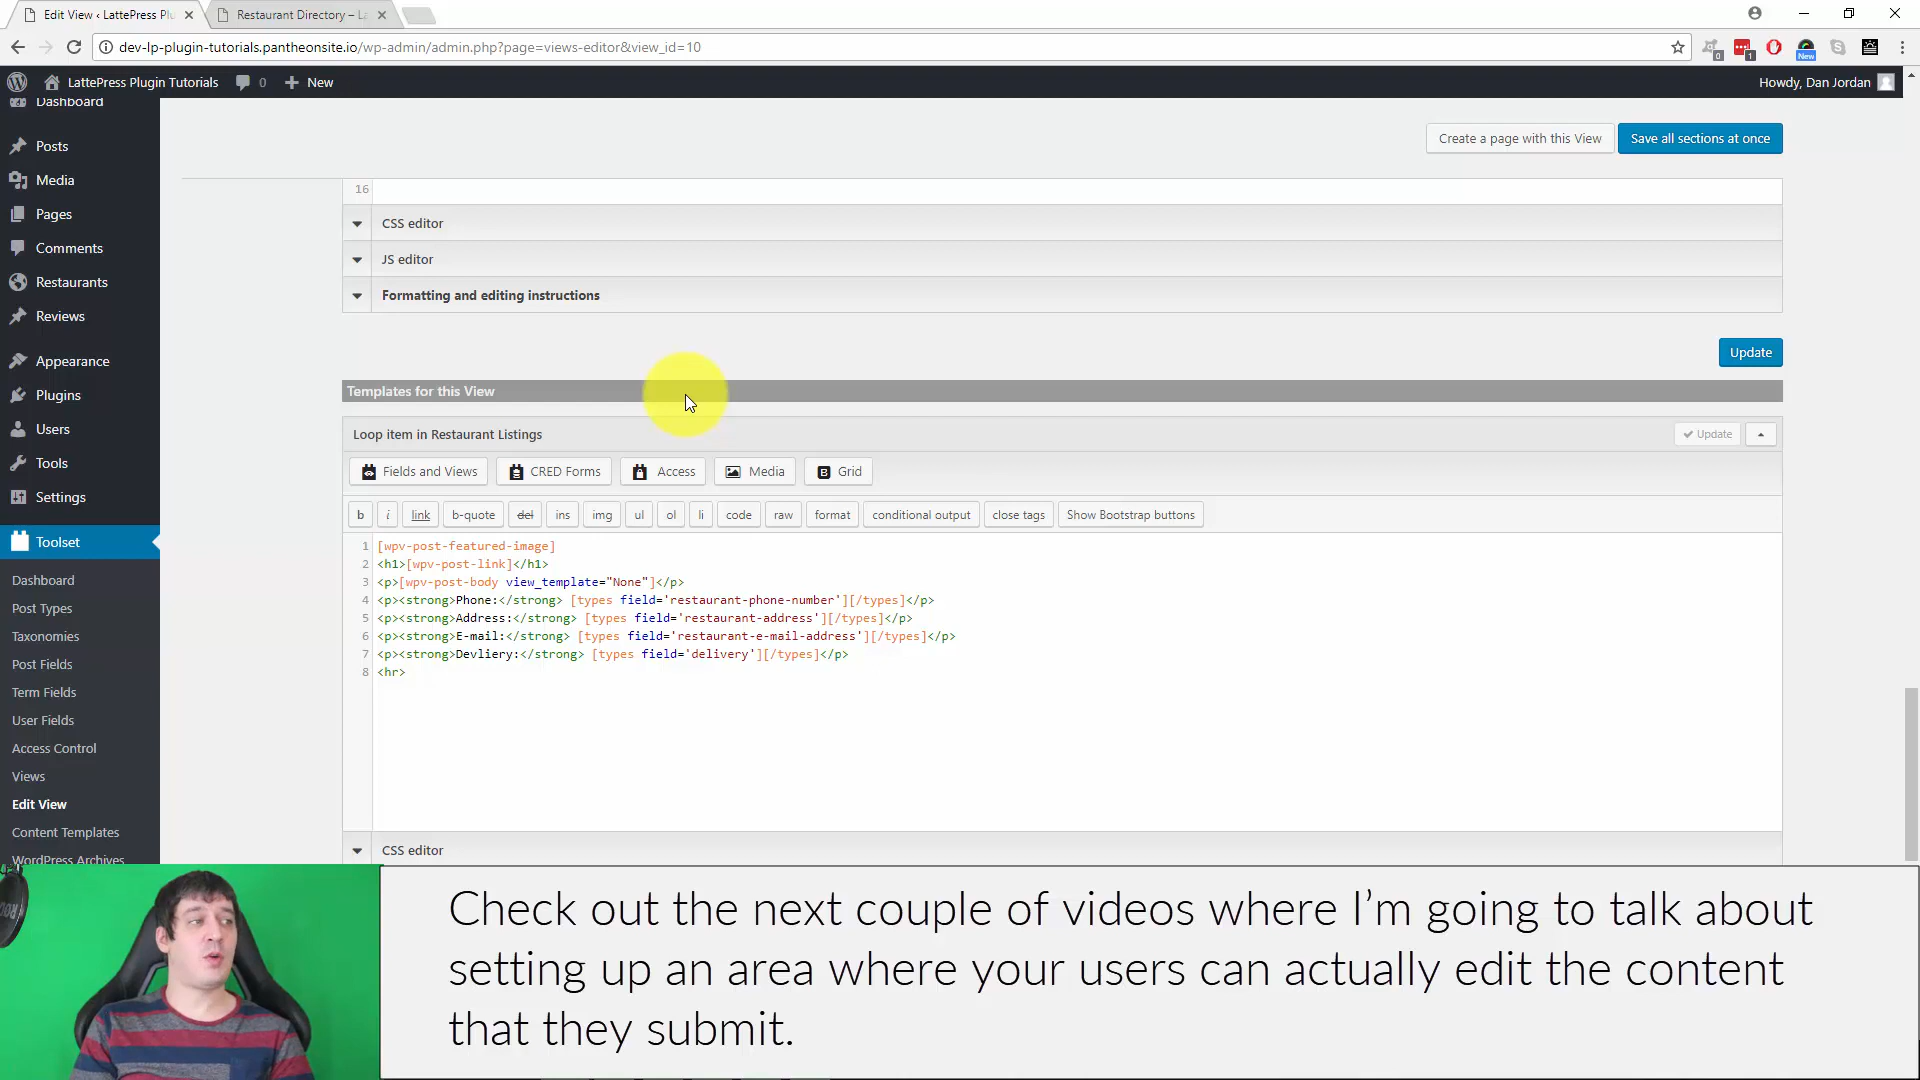 Edit View ‹ LattePress Plu
Restaurant Directory – La
dev-lp-plugin-tutorials.pantheonsite.io/wp-admin/admin.php?page=views-editor&view_id=10
0
1
New
LattePress Plugin Tutorials
0
New
Howdy, Dan Jordan
Dashboard
Posts
Media
Pages
Comments
Restaurants
Reviews
Appearance
Plugins
Users
Tools
Settings
Toolset
Dashboard
Post Types
Taxonomies
Post Fields
Term Fields
User Fields
Access Control
Views
Edit View
Content Templates
WordPress Archives
Create a page with this View
Save all sections at once
16
CSS editor
JS editor
Formatting and editing instructions
Update
Templates for this View
Loop item in Restaurant Listings
Update
Fields and Views
CRED Forms
Access
Media
B Grid
b i link b-quote del ins img ul ol li code raw format conditional output close tags Show Bootstrap buttons
1 [wpv-post-featured-image]
2 <h1>[wpv-post-link]</h1>
3 <p>[wpv-post-body view_template="None"]</p>
4 <p><strong>Phone:</strong> [types field='restaurant-phone-number'][/types]</p>
5 <p><strong>Address:</strong> [types field='restaurant-address'][/types]</p>
6 <p><strong>E-mail:</strong> [types field='restaurant-e-mail-address'][/types]</p>
7 <p><strong>Devliery:</strong> [types field='delivery'][/types]</p>
8 <hr>
CSS editor
Check out the next couple of videos where I’m going to talk about
setting up an area where your users can actually edit the content
that they submit.